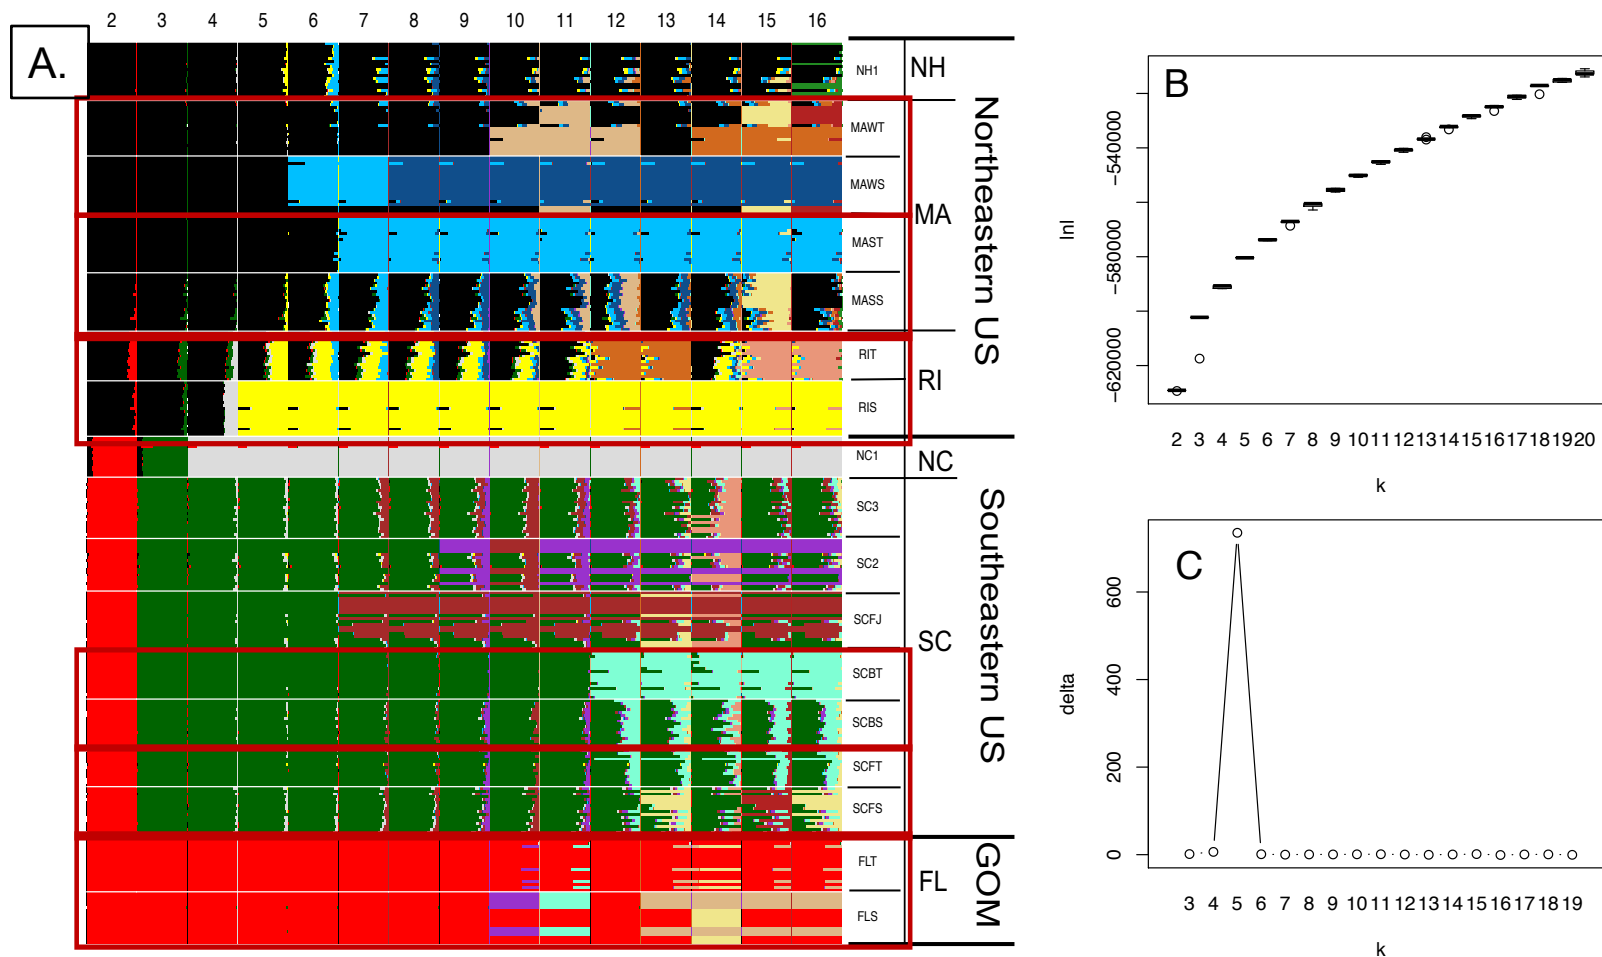 2 3 4 5 6 7 8 9 10 11 12 13 14 15 16
A.
NH1
MAWT
MAWS
MAST
MASS
RIT
RIS
NC1
SC3
SC2
SCFJ
SCBT
SCBS
SCFT
SCFS
FLT
FLS
NH
MA
RI
NC
SC
FL
Northeastern US
Southeastern US
GOM
B
lnl
−540000
−580000
−620000
2 3 4 5 6 7 8 9 10 11 12 13 14 15 16 17 18 19 20
k
C
delta
600
400
200
0
3 4 5 6 7 8 9 10 11 12 13 14 15 16 17 18 19
k